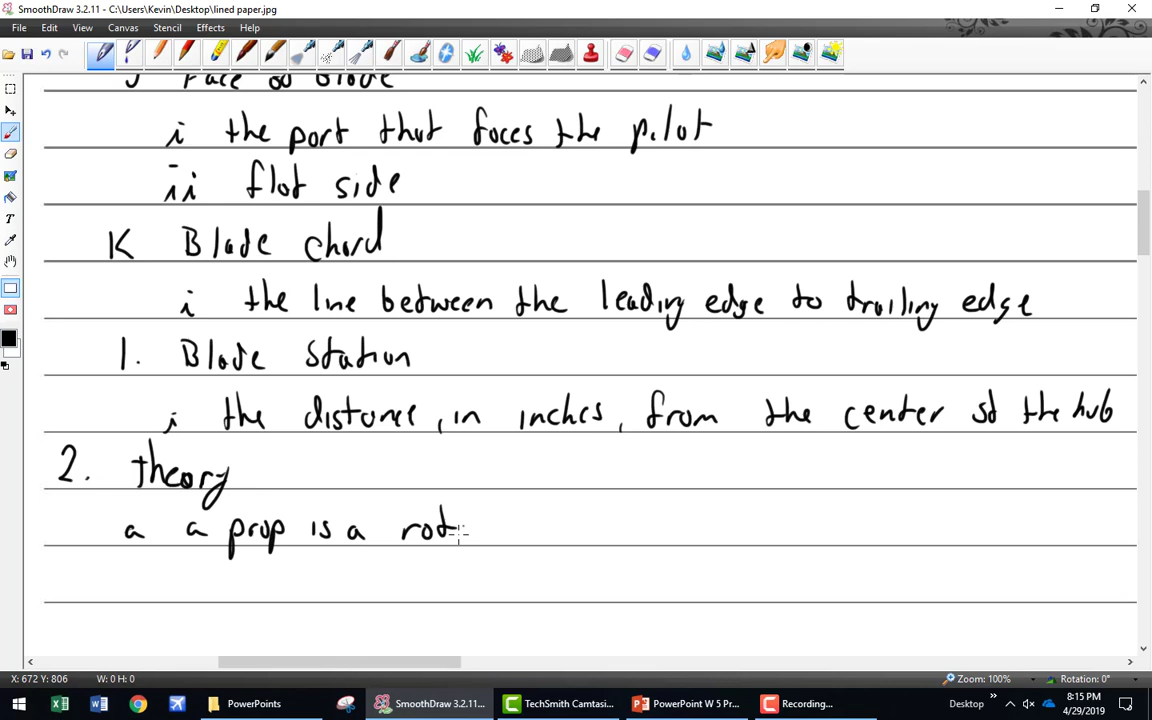 SmoothDraw 3.2.11 - C:\Users\Kevin\Desktop\lined paper.jpg
File Edit View Canvas Stencil Effects Help
J Face of Blade
i the part that faces the pilot
ii flat side
K Blade chord
i the line between the leading edge to trailing edge
l. Blade station
i the distance, in inches, from the center of the hub
2. theory
a a prop is a rot
X: 672 Y: 806 W: 0 H: 0 Zoom: 100% Rotation: 0°
PowerPoints SmoothDraw 3.2.11... TechSmith Camtasi... PowerPoint W 5 Pr... Recording... Desktop 8:15 PM
4/29/2019